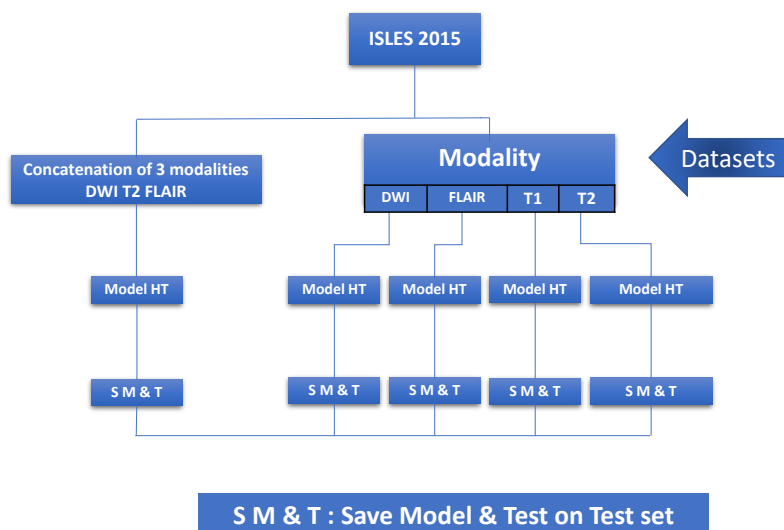 ISLES 2015
Concatenation of 3 modalities
DWI T2 FLAIR
Modality
Datasets
DWI FLAIR T1 T2
Model HT Model HT Model HT Model HT Model HT
S M & T S M & T S M & T S M & T S M & T
S M & T : Save Model & Test on Test set